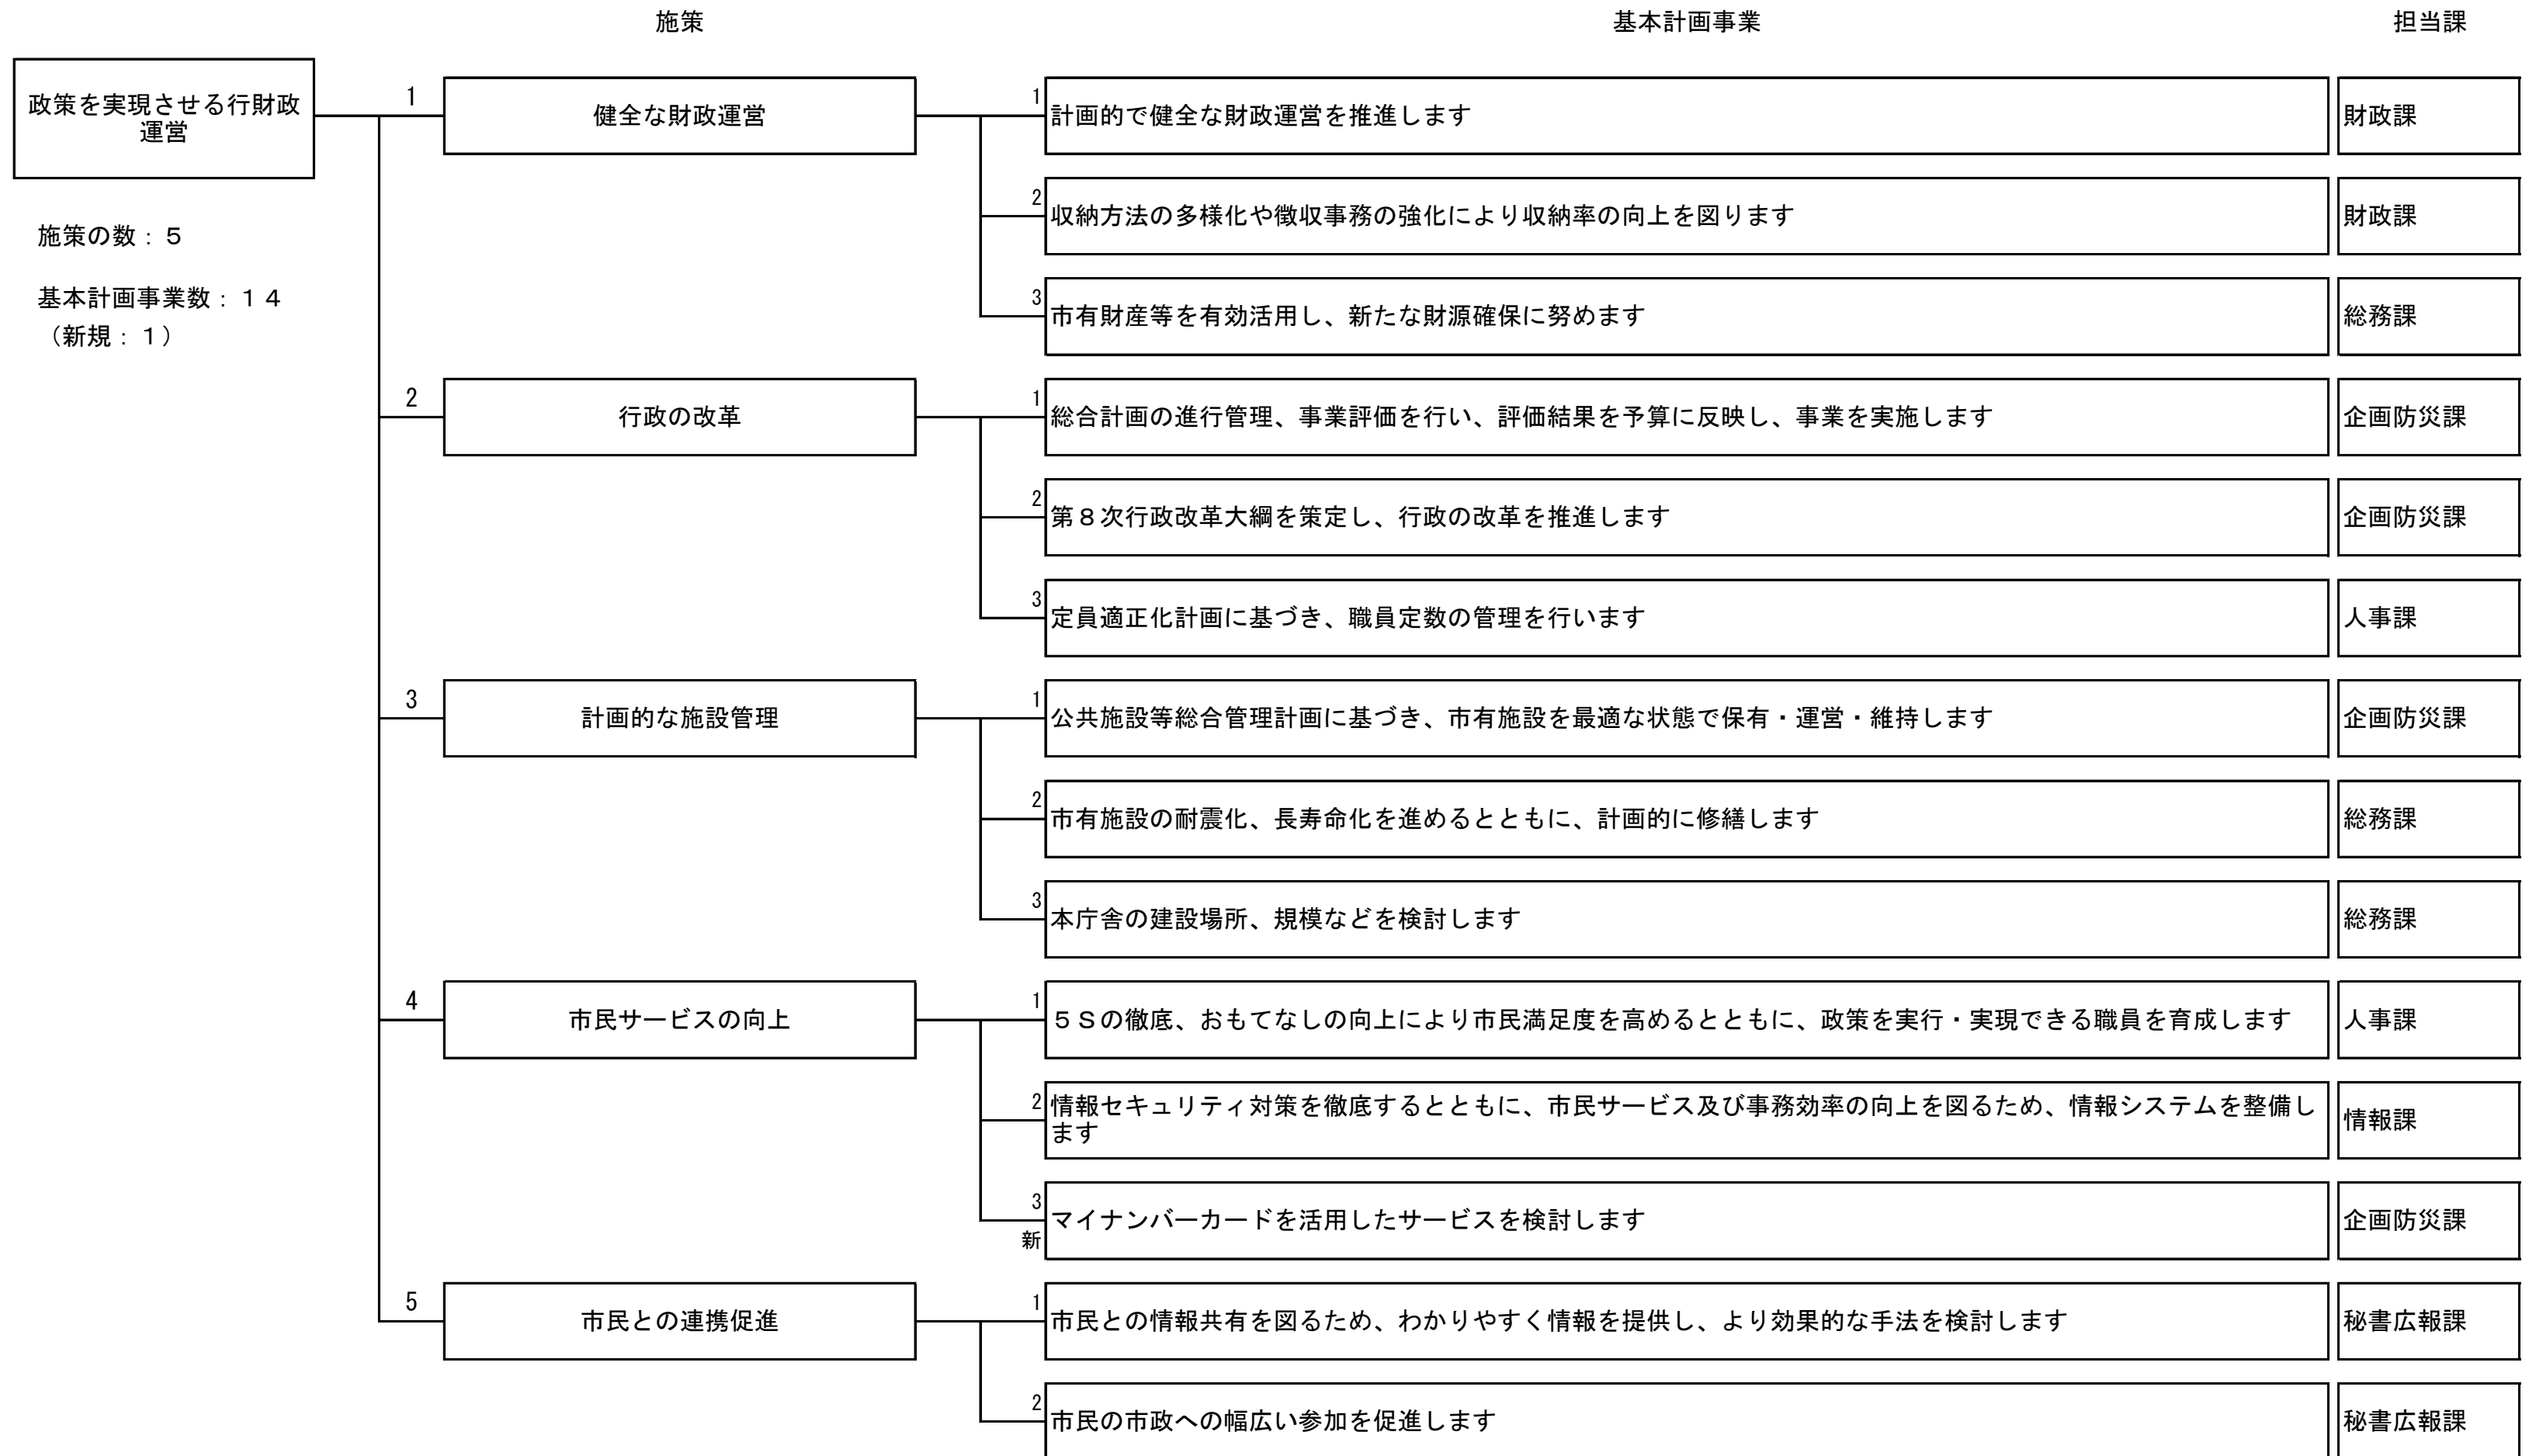 施策 基本計画事業 担当課
政策を実現させる行財政
運営
施策の数：５
基本計画事業数：１４
（新規：１）
1 健全な財政運営
1 計画的で健全な財政運営を推進します 財政課
2 収納方法の多様化や徴収事務の強化により収納率の向上を図ります 財政課
3 市有財産等を有効活用し、新たな財源確保に努めます 総務課
2 行政の改革
1 総合計画の進行管理、事業評価を行い、評価結果を予算に反映し、事業を実施します 企画防災課
2 第８次行政改革大綱を策定し、行政の改革を推進します 企画防災課
3 定員適正化計画に基づき、職員定数の管理を行います 人事課
3 計画的な施設管理
1 公共施設等総合管理計画に基づき、市有施設を最適な状態で保有・運営・維持します 企画防災課
2 市有施設の耐震化、長寿命化を進めるとともに、計画的に修繕します 総務課
3 本庁舎の建設場所、規模などを検討します 総務課
4 市民サービスの向上
1 ５Ｓの徹底、おもてなしの向上により市民満足度を高めるとともに、政策を実行・実現できる職員を育成します 人事課
2 情報セキュリティ対策を徹底するとともに、市民サービス及び事務効率の向上を図るため、情報システムを整備し
ます 情報課
3 新 マイナンバーカードを活用したサービスを検討します 企画防災課
5 市民との連携促進
1 市民との情報共有を図るため、わかりやすく情報を提供し、より効果的な手法を検討します 秘書広報課
2 市民の市政への幅広い参加を促進します 秘書広報課